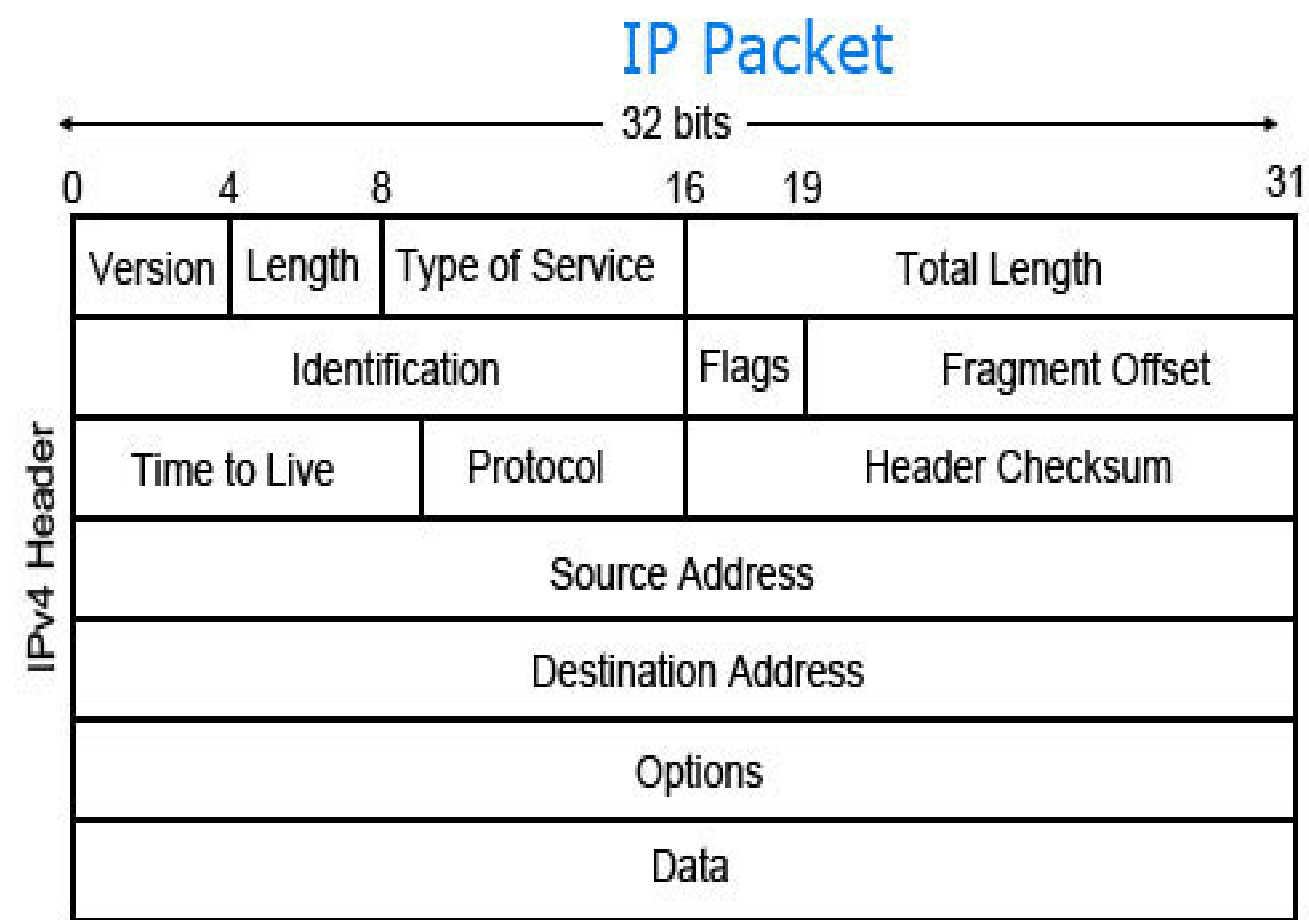 IP Packet
32 bits
0 4 8 16 19 31
Version Length Type of Service Total Length
Identification Flags Fragment Offset
Time to Live Protocol Header Checksum
Source Address
Destination Address
Options
Data
IPv4 Header